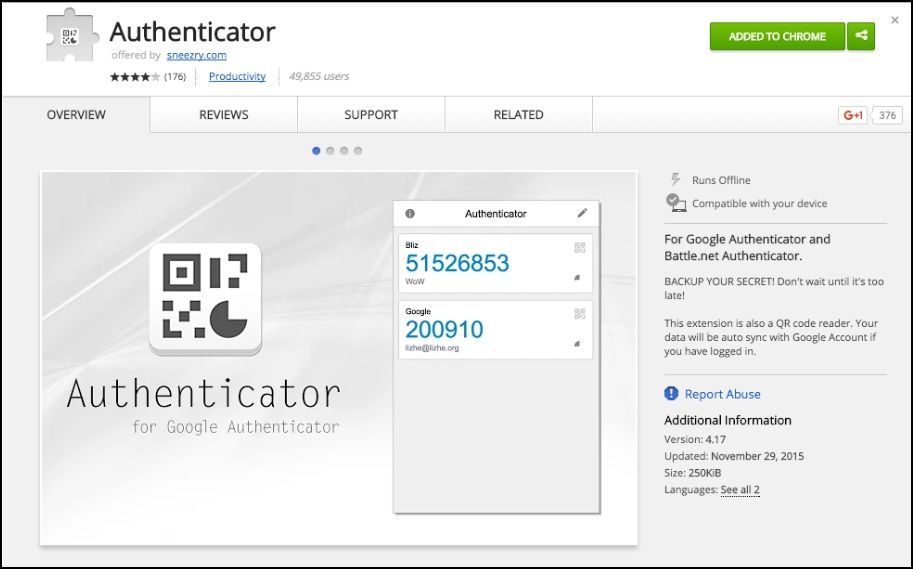 Authenticator
offered by sneezry.com
(176) Productivity 49,855 users
ADDED TO CHROME
OVERVIEW REVIEWS SUPPORT RELATED
G+1 376
Authenticator
Bliz
51526853
WoW
Google
200910
lizhe@lizhe.org
Authenticator
for Google Authenticator
Runs Offline
Compatible with your device
For Google Authenticator and
Battle.net Authenticator.
BACKUP YOUR SECRET! Don't wait until it's too
late!
This extension is also a QR code reader. Your
data will be auto sync with Google Account if
you have logged in.
Report Abuse
Additional Information
Version: 4.17
Updated: November 29, 2015
Size: 250KiB
Languages: See all 2